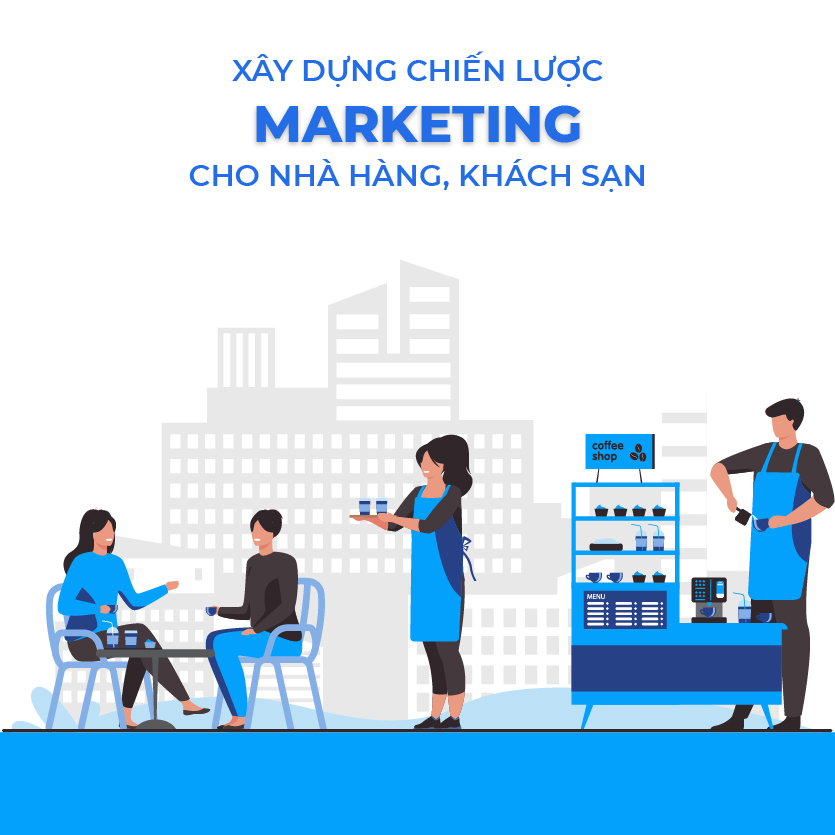 XÂY DỰNG CHIẾN LƯỢC
MARKETING
CHO NHÀ HÀNG, KHÁCH SẠN
coffee
shop
MENU